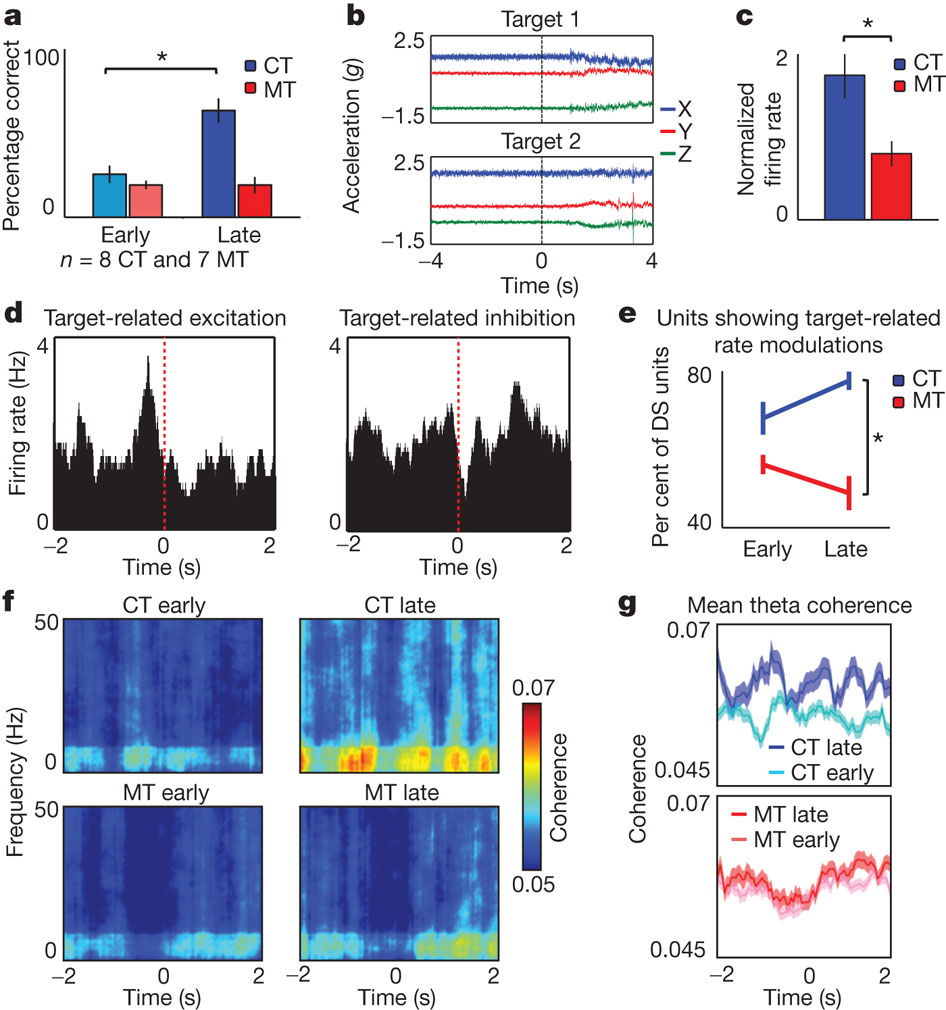 a
Percentage correct
100
0
*
CT
MT
Early
Late
n = 8 CT and 7 MT
b
Target 1
Acceleration (g)
2.5
−1.5
Target 2
2.5
−1.5
X
Y
Z
−4
0
4
Time (s)
c
*
Normalized
firing rate
2
0
CT
MT
d
Target-related excitation
Firing rate (Hz)
4
0
−2
0
2
Time (s)
Target-related inhibition
4
0
−2
0
2
Time (s)
e
Units showing target-related
rate modulations
Per cent of DS units
80
40
CT
MT
*
Early
Late
f
CT early
CT late
Frequency (Hz)
50
0
MT early
MT late
50
0
−2
0
2
Time (s)
−2
0
2
Time (s)
0.07
Coherence
0.05
g
Mean theta coherence
Coherence
0.07
CT late
CT early
0.045
0.07
MT late
MT early
0.045
−2
0
2
Time (s)